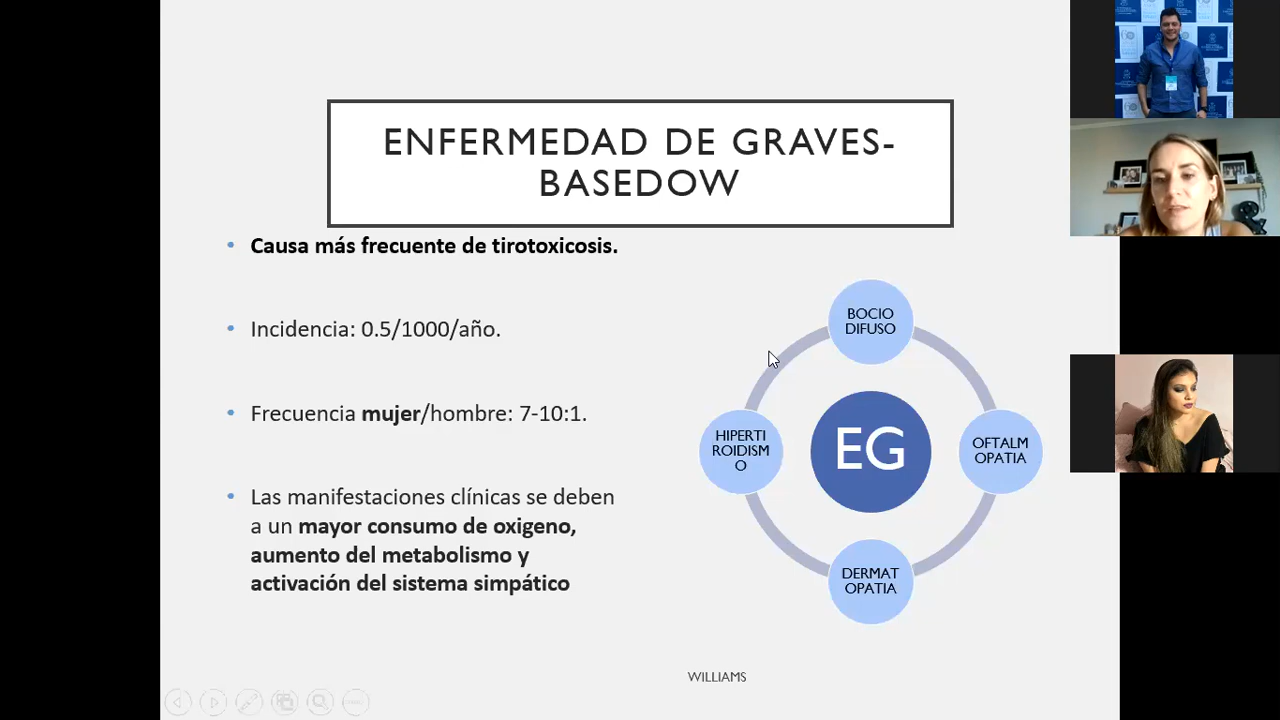 ENFERMEDAD DE GRAVES-
BASEDOW
• Causa más frecuente de tirotoxicosis.
• Incidencia: 0.5/1000/año.
• Frecuencia mujer/hombre: 7-10:1.
• Las manifestaciones clínicas se deben
a un mayor consumo de oxigeno,
aumento del metabolismo y
activación del sistema simpático
BOCIO
DIFUSO
HIPERTI
ROIDISM
O
EG
OFTALM
OPATIA
DERMAT
OPATIA
WILLIAMS